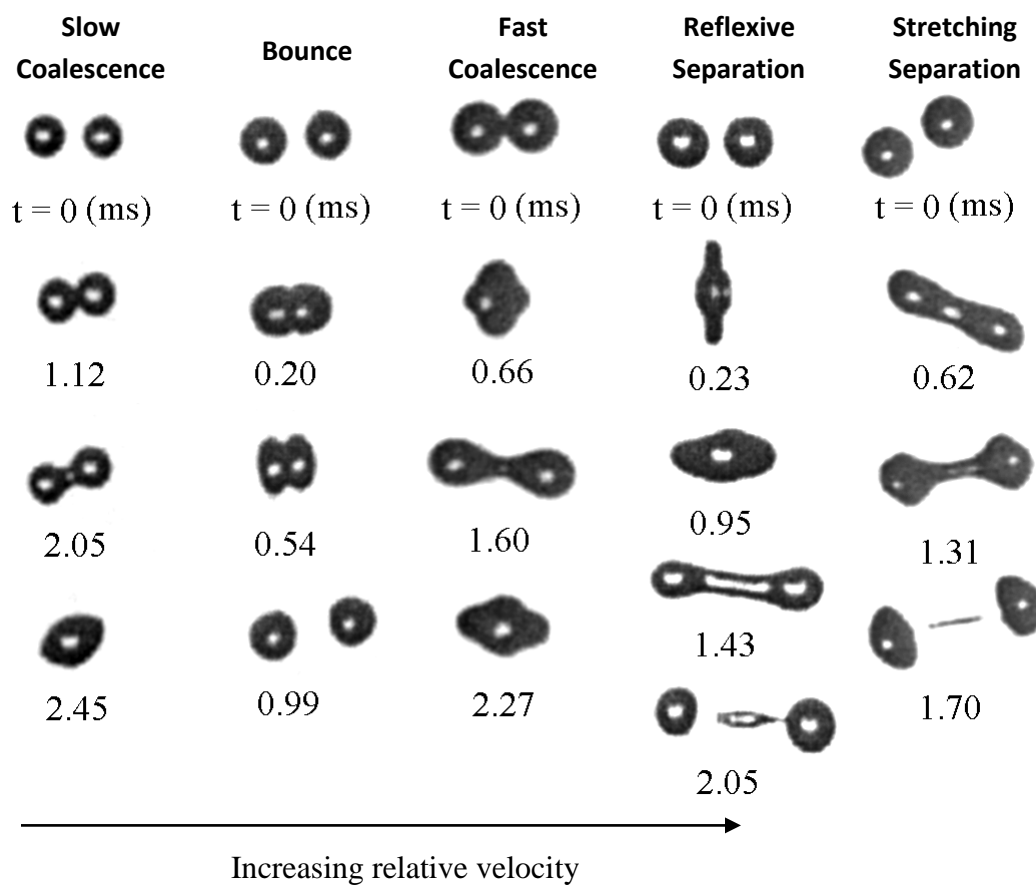 Slow
Coalescence
Bounce
Fast
Coalescence
Reflexive
Separation
Stretching
Separation
t = 0 (ms)
t = 0 (ms)
t = 0 (ms)
t = 0 (ms)
t = 0 (ms)
1.12
0.20
0.66
0.23
0.62
2.05
0.54
1.60
0.95
1.31
2.45
0.99
2.27
1.43
1.70
2.05
Increasing relative velocity